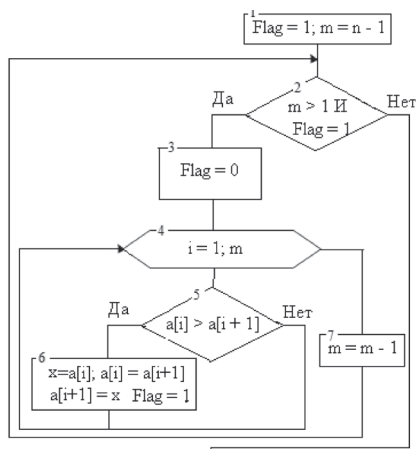 1
Flag = 1; m = n - 1
2
Да
Нет
m > 1 И
Flag = 1
3
Flag = 0
4
i = 1; m
5
Да
Нет
a[i] > a[i + 1]
6
x=a[i]; a[i] = a[i+1]
a[i+1] = x Flag = 1
7
m = m - 1